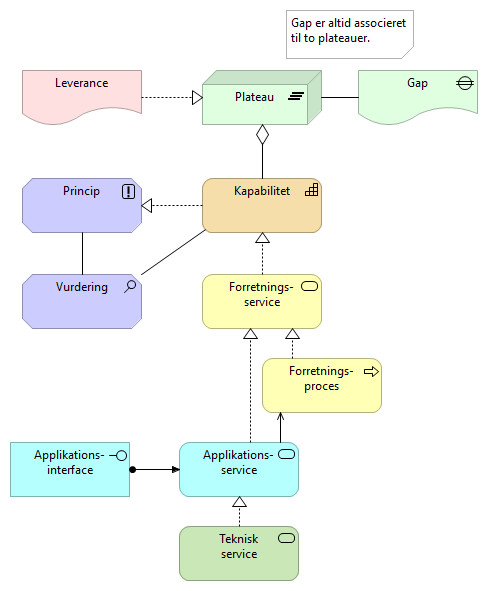 Gap er altid associeret
til to plateauer.
Leverance
Plateau
Gap
Princip
Kapabilitet
Vurdering
Forretnings-
service
Forretnings-
proces
Applikations-
interface
Applikations-
service
Teknisk
service